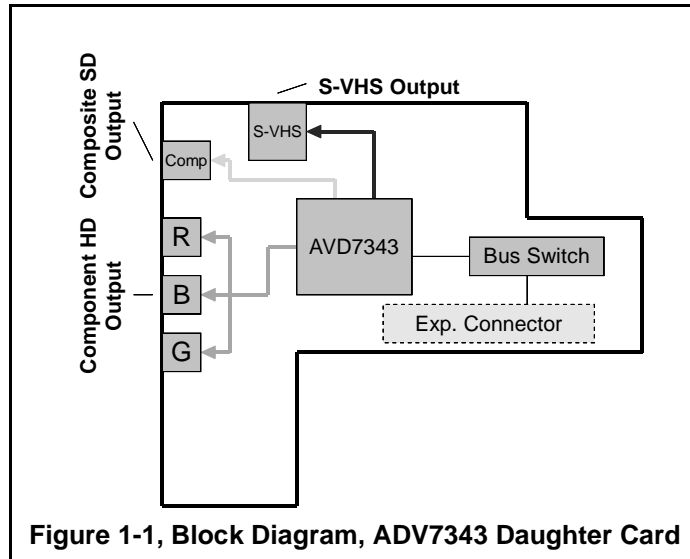 S-VHS Output
Composite SD
Output
S-VHS
Comp
AVD7343
R
Bus Switch
Component HD
Output
B
Exp. Connector
G
Figure 1-1, Block Diagram, ADV7343 Daughter Card